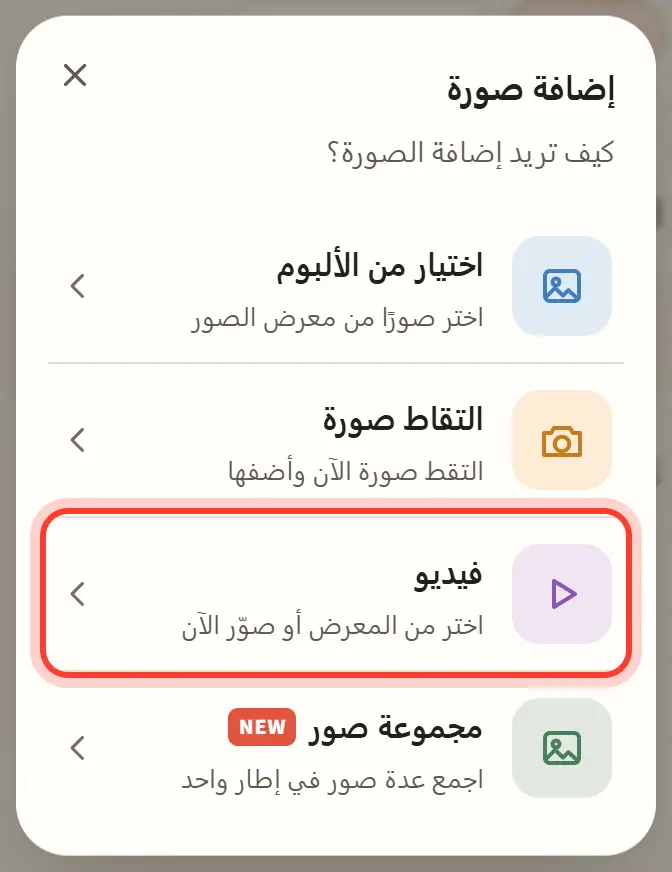 إضافة صورة
كيف تريد إضافة الصورة؟
اختيار من الألبوم
اختر صورًا من معرض الصور
التقاط صورة
التقط صورة الآن وأضفها
فيديو
اختر من المعرض أو صوّر الآن
مجموعة صور NEW
اجمع عدة صور في إطار واحد